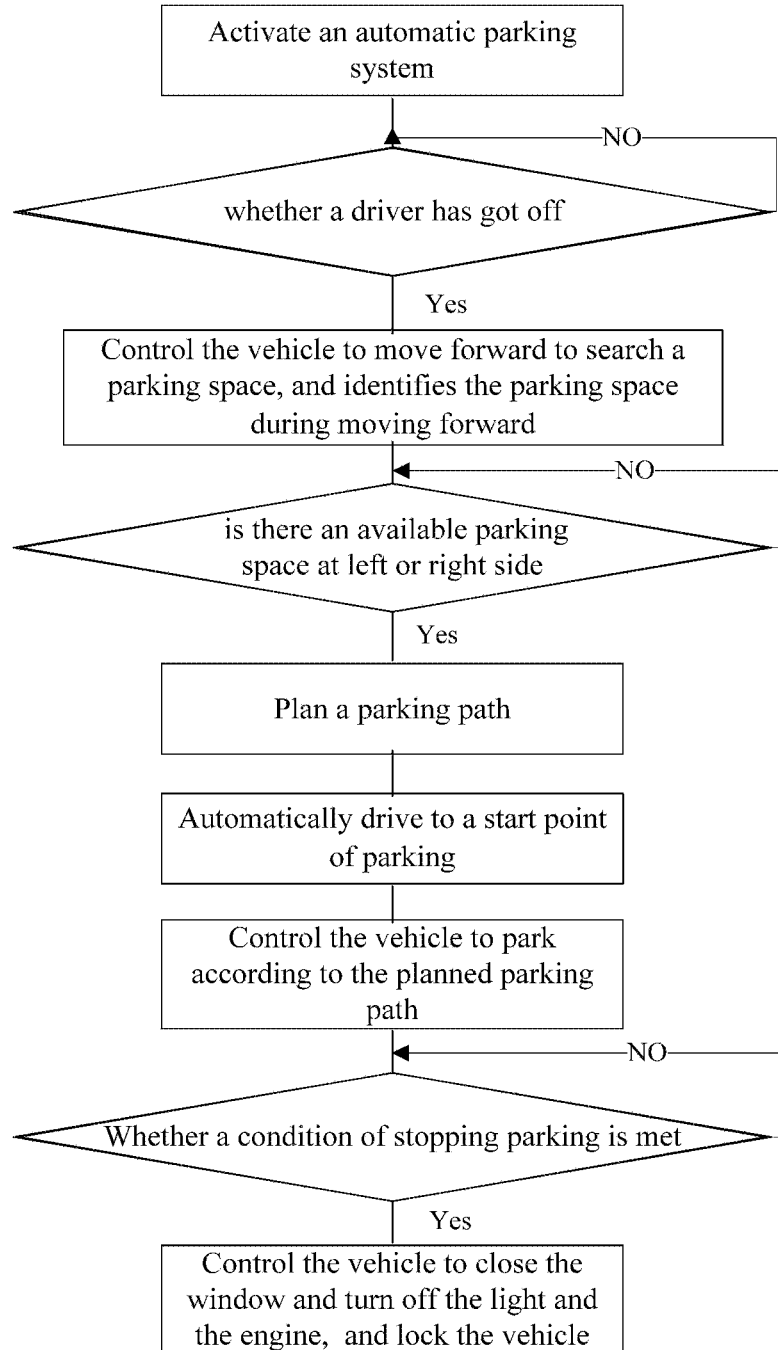 Activate an automatic parking
system
NO
whether a driver has got off
Yes
Control the vehicle to move forward to search a
parking space, and identifies the parking space
during moving forward
NO
is there an available parking
space at left or right side
Yes
Plan a parking path
Automatically drive to a start point
of parking
Control the vehicle to park
according to the planned parking
path
NO
Whether a condition of stopping parking is met
Yes
Control the vehicle to close the
window and turn off the light and
the engine, and lock the vehicle